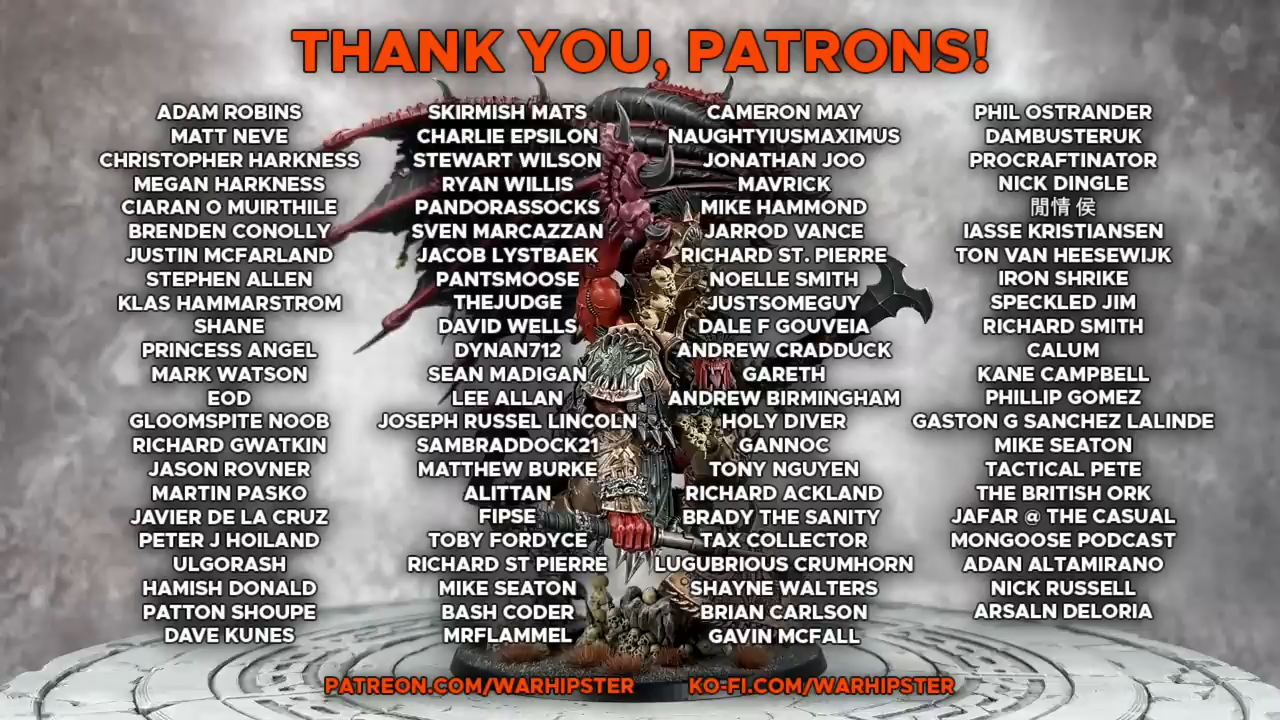 THANK YOU, PATRONS!
ADAM ROBINS
MATT NEVE
CHRISTOPHER HARKNESS
MEGAN HARKNESS
CIARAN O MUIRTHILE
BRENDEN CONOLLY
JUSTIN MCFARLAND
STEPHEN ALLEN
KLAS HAMMARSTROM
SHANE
PRINCESS ANGEL
MARK WATSON
EOD
GLOOMSPITE NOOB
RICHARD GWATKIN
JASON ROVNER
MARTIN PASKO
JAVIER DE LA CRUZ
PETER J HOILAND
ULGORASH
HAMISH DONALD
PATTON SHOUPE
DAVE KUNES
SKIRMISH MATS
CHARLIE EPSILON
STEWART WILSON
RYAN WILLIS
PANDORASSOCKS
SVEN MARCAZZAN
JACOB LYSTBAEK
PANTSMOOSE
THEJUDGE
DAVID WELLS
DYNAN712
SEAN MADIGAN
LEE ALLAN
JOSEPH RUSSEL LINCOLN
SAMBRADDOCK21
MATTHEW BURKE
ALITTAN
FIPSE
TOBY FORDYCE
RICHARD ST PIERRE
MIKE SEATON
BASH CODER
MRFLAMMEL
CAMERON MAY
NAUGHTYIUSMAXIMUS
JONATHAN JOO
MAVRICK
MIKE HAMMOND
JARROD VANCE
RICHARD ST. PIERRE
NOELLE SMITH
JUSTSOMEGUY
DALE F GOUVEIA
ANDREW CRADDUCK
GARETH
ANDREW BIRMINGHAM
HOLY DIVER
GANNOC
TONY NGUYEN
RICHARD ACKLAND
BRADY THE SANITY
TAX COLLECTOR
LUGUBRIOUS CRUMHORN
SHAYNE WALTERS
BRIAN CARLSON
GAVIN MCFALL
PHIL OSTRANDER
DAMBUSTERUK
PROCRAFTINATOR
NICK DINGLE
閒情 侯
IASSE KRISTIANSEN
TON VAN HEESEWIJK
IRON SHRIKE
SPECKLED JIM
RICHARD SMITH
CALUM
KANE CAMPBELL
PHILLIP GOMEZ
GASTON G SANCHEZ LALINDE
MIKE SEATON
TACTICAL PETE
THE BRITISH ORK
JAFAR @ THE CASUAL
MONGOOSE PODCAST
ADAN ALTAMIRANO
NICK RUSSELL
ARSALN DELORIA
PATREON.COM/WARHIPSTER
KO-FI.COM/WARHIPSTER